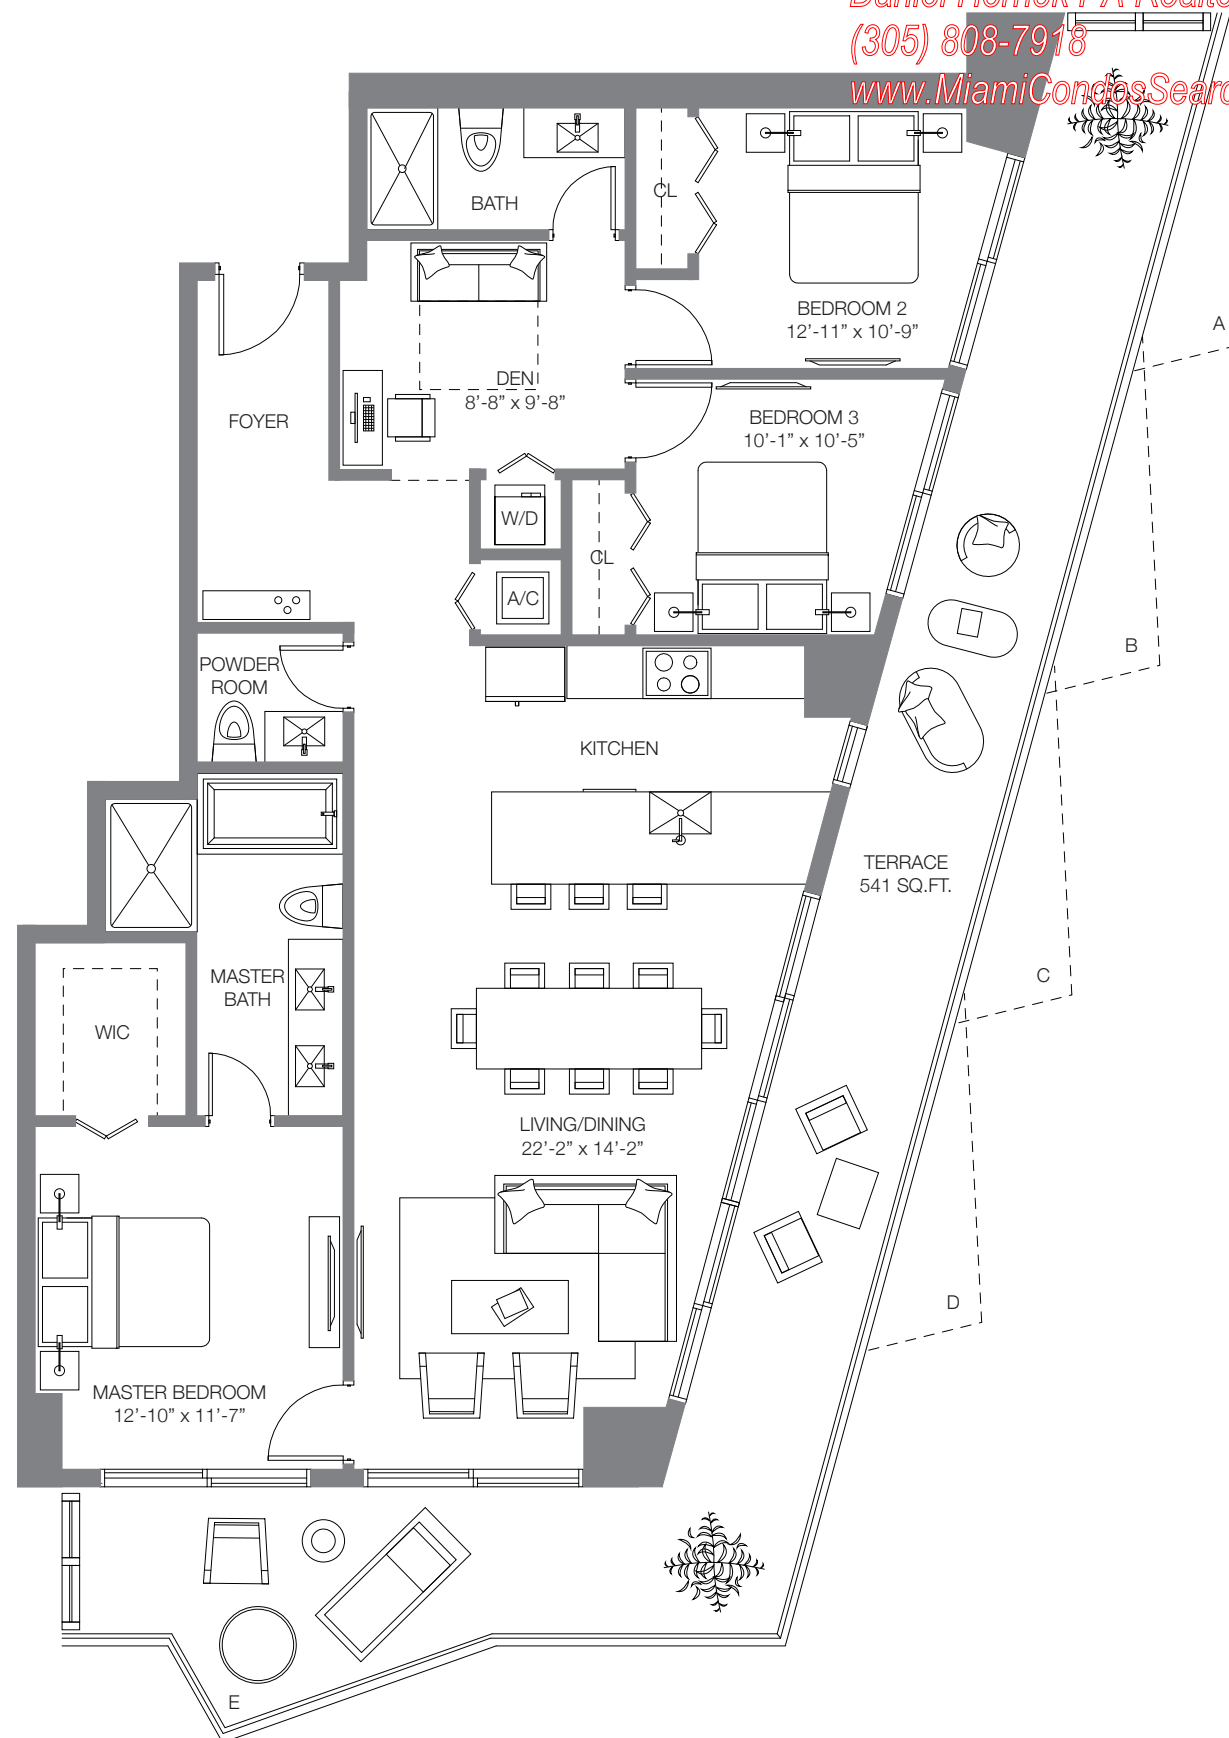 (305) 808-7918
BATH
CL
BEDROOM 2
12'-11" x 10'-9"
A
DEN
8'-8" x 9'-8"
FOYER
BEDROOM 3
10'-1" x 10'-5"
W/D
CL
A/C
B
POWDER
ROOM
KITCHEN
TERRACE
541 SQ.FT.
MASTER
BATH
C
WIC
LIVING/DINING
22'-2" x 14'-2"
D
MASTER BEDROOM
12'-10" x 11'-7"
E